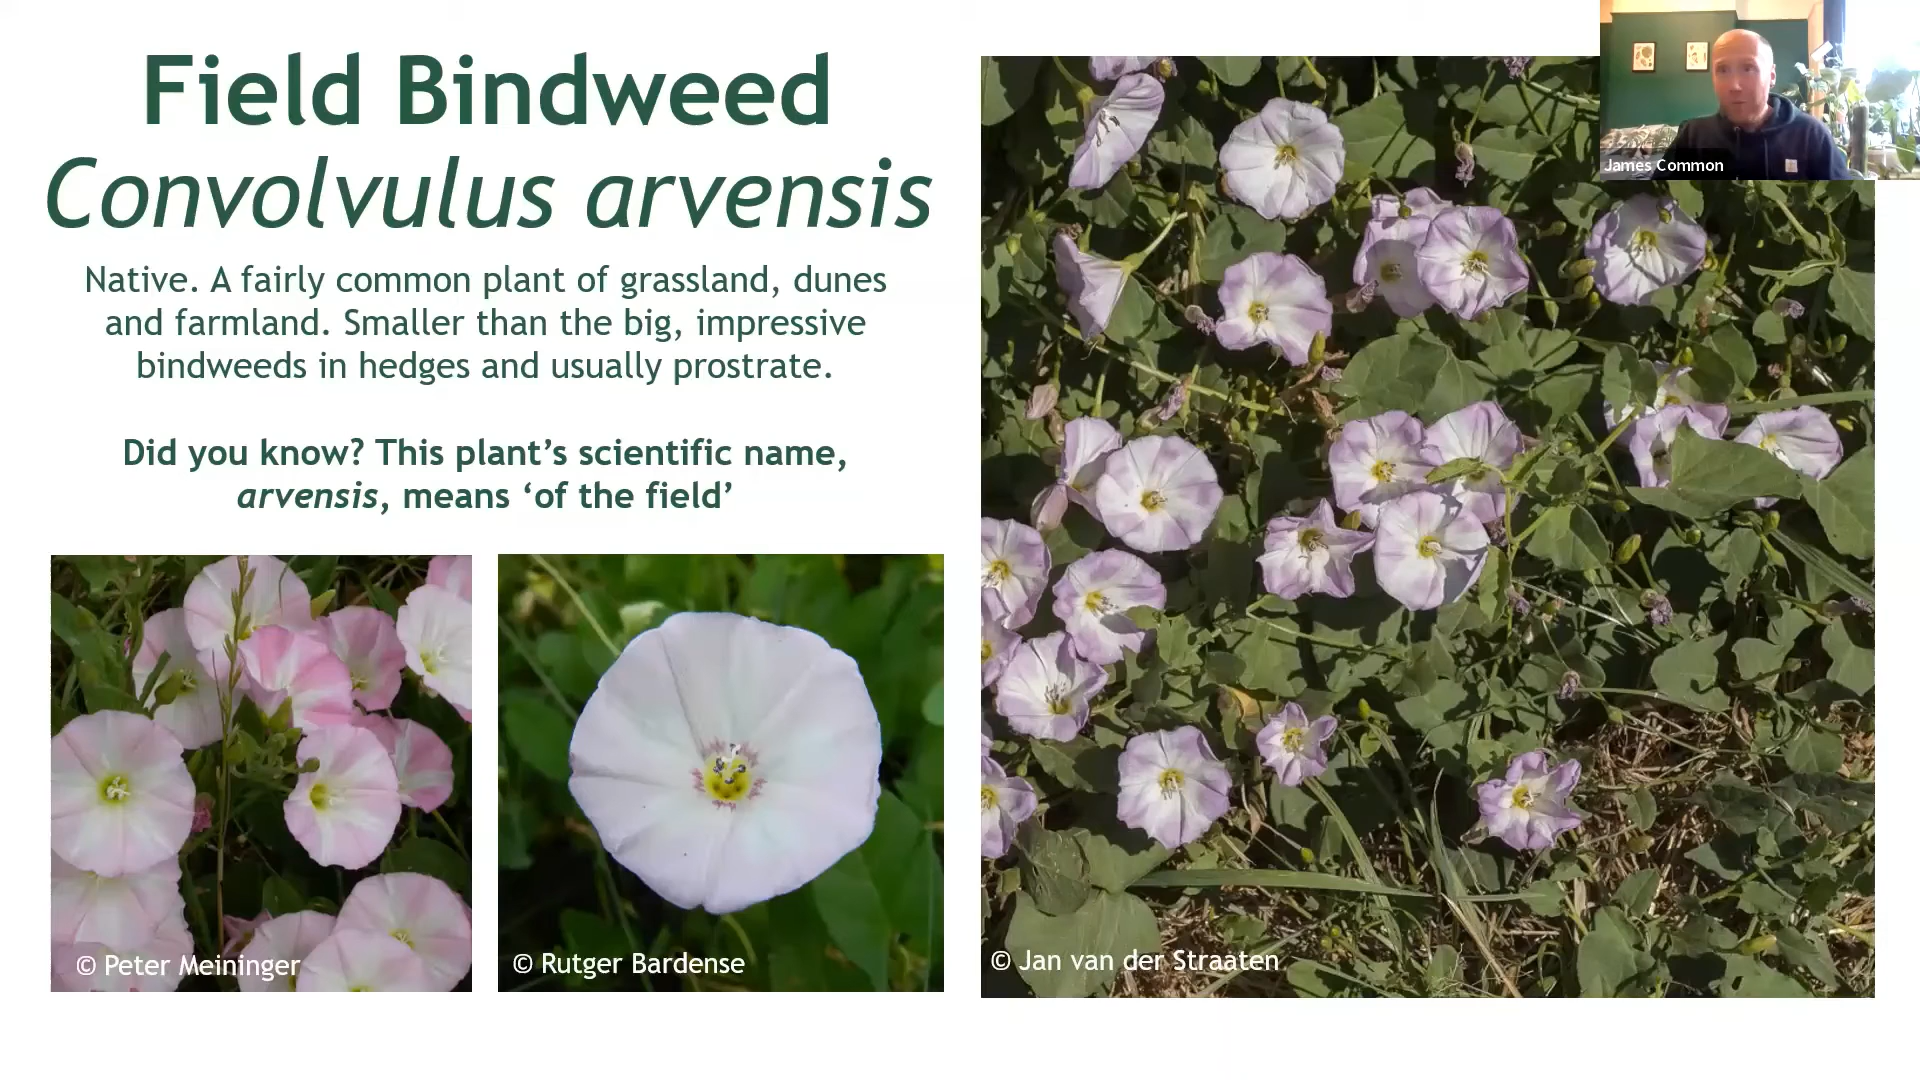 Field Bindweed
Convolvulus arvensis
Native. A fairly common plant of grassland, dunes
and farmland. Smaller than the big, impressive
bindweeds in hedges and usually prostrate.
Did you know? This plant’s scientific name,
arvensis, means ‘of the field’
© Peter Meininger
© Rutger Bardense
© Jan van der Straaten
James Common